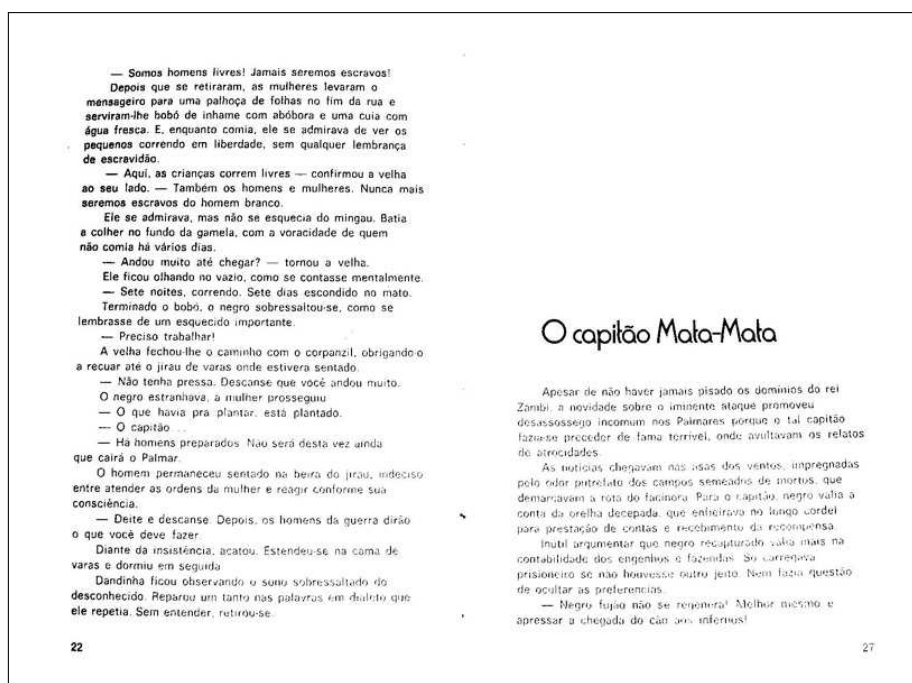 — Somos homens livres! Jamais seremos escravos!
Depois que se retiraram, as mulheres levaram o
mensageiro para uma palhoça de folhas no fim da rua e
serviram-lhe bobó de inhame com abóbora e uma cuia com
água fresca. E, enquanto comia, ele se admirava de ver os
pequenos correndo em liberdade, sem qualquer lembrança
de escravidão.
— Aqui, as crianças correm livres — confirmou a velha
ao seu lado. — Também os homens e mulheres. Nunca mais
seremos escravos do homem branco.
Ele se admirava, mas não se esquecia do mingau. Batia
a colher no fundo da gamela, com a voracidade de quem
não comia há vários dias.
— Andou muito até chegar? — tornou a velha.
Ele ficou olhando no vazio, como se contasse mentalmente.
— Sete noites, correndo. Sete dias escondido no mato.
Terminado o bobó, o negro sobressaltou-se, como se
lembrasse de um esquecido importante.
— Preciso trabalhar!
A velha fechou-lhe o caminho com o corpanzil, obrigando-o
a recuar até o jirau de varas onde estivera sentado.
— Não tenha pressa. Descanse que você andou muito.
O negro estranhava, a mulher prosseguiu
— O que havia pra plantar, está plantado.
— O capitão ...
— Há homens preparados. Não será desta vez ainda
que cairá o Palmar.
O homem permaneceu sentado na beira do jirau, indeciso
entre atender as ordens da mulher e reagir conforme sua
consciência.
— Deite e descanse. Depois, os homens da guerra dirão
o que você deve fazer.
Diante da insistência, acatou. Estendeu-se na cama de
varas e dormiu em seguida
Dandinha ficou observando o sono sobressaltado do
desconhecido. Reparou um tanto nas palavras em dialeto que
ele repetia. Sem entender, retirou-se.
22
O capitão Mata-Mata
Apesar de não haver jamais pisado os domínios do rei
Zambi, a novidade sobre o iminente ataque promoveu
desassossego incomum nos Palmares porque o tal capitão
fazia-se preceder de fama terrível, onde avultavam os relatos
de atrocidades.
As notícias chegavam nas asas dos ventos, impregnadas
pelo odor putrefato dos campos semeados de mortos, que
demarcavam a rota do facínora. Para o capitão, negro valia a
conta da orelha decepada, que enfieirava no longo cordel
para prestação de contas e recebimento da recompensa.
Inútil argumentar que negro recapturado valia mais na
contabilidade dos engenhos e fazendas. Só carregava
prisioneiro se não houvesse outro jeito. Nem fazia questão
de ocultar as preferências.
— Negro fujão não se regenera! Melhor mesmo é
apressar a chegada do cão aos infernos!
27